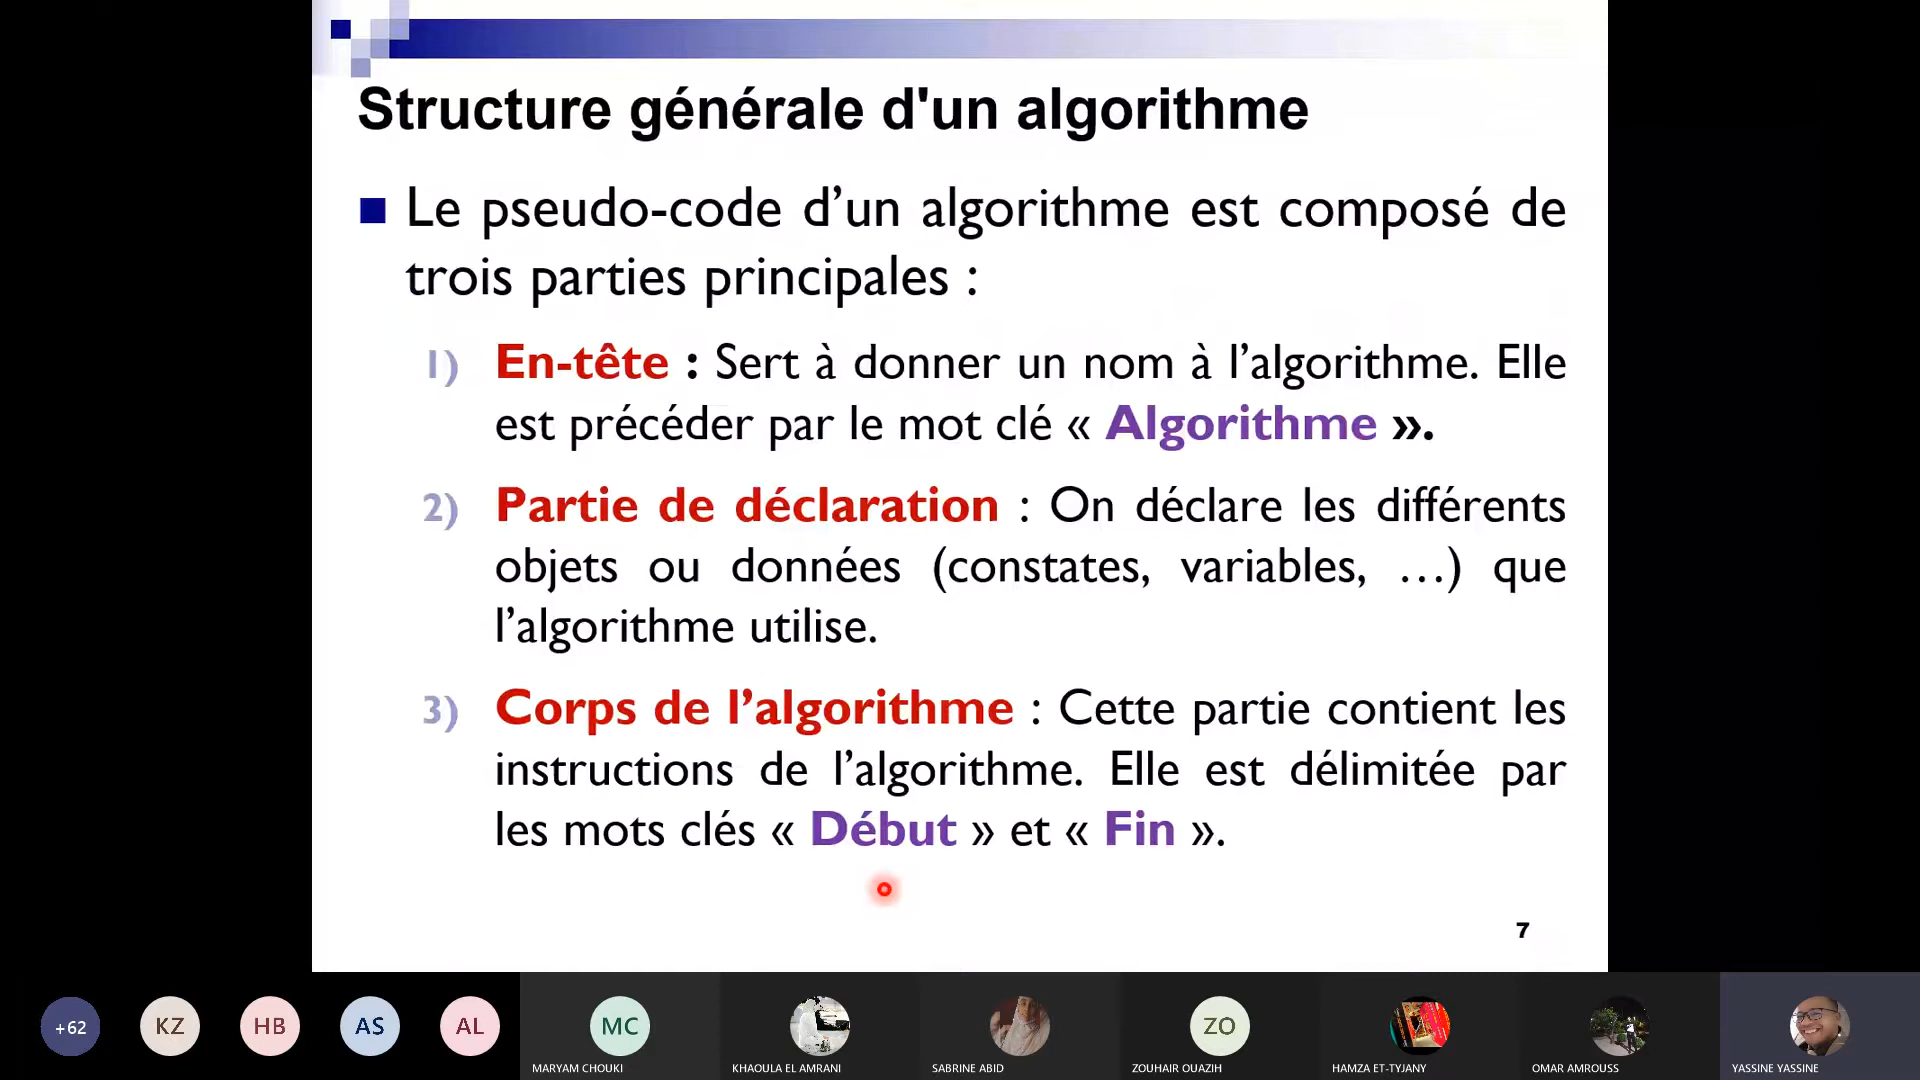 Structure générale d'un algorithme
Le pseudo-code d’un algorithme est composé de
trois parties principales :
1) En-tête : Sert à donner un nom à l’algorithme. Elle
est précéder par le mot clé « Algorithme ».
2) Partie de déclaration : On déclare les différents
objets ou données (constates, variables, …) que
l’algorithme utilise.
3) Corps de l’algorithme : Cette partie contient les
instructions de l’algorithme. Elle est délimitée par
les mots clés « Début » et « Fin ».
7
+62 KZ HB AS AL MC ZO
MARYAM CHOUKI KHAOULA EL AMRANI SABRINE ABID ZOUHAIR OUAZIH HAMZA ET-TYJANY OMAR AMROUSS YASSINE YASSINE